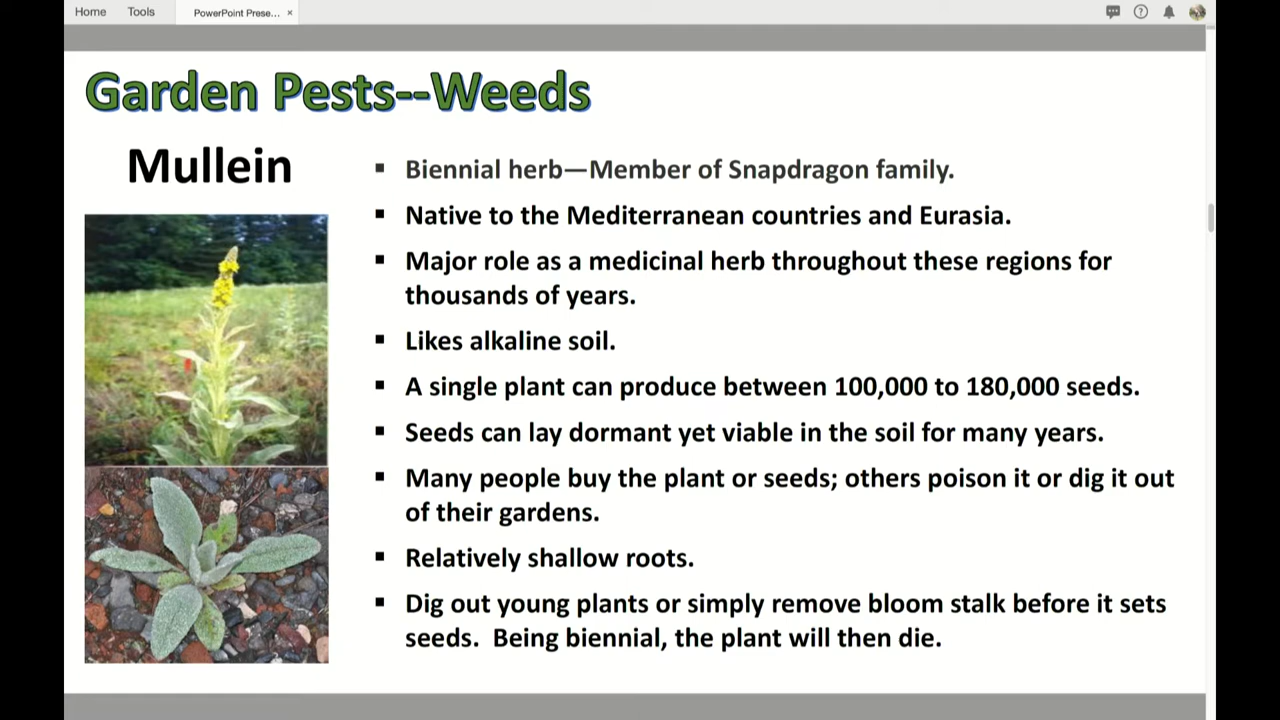 Home Tools PowerPoint Prese... ×
Garden Pests--Weeds
Mullein
▪ Biennial herb—Member of Snapdragon family.
▪ Native to the Mediterranean countries and Eurasia.
▪ Major role as a medicinal herb throughout these regions for
thousands of years.
▪ Likes alkaline soil.
▪ A single plant can produce between 100,000 to 180,000 seeds.
▪ Seeds can lay dormant yet viable in the soil for many years.
▪ Many people buy the plant or seeds; others poison it or dig it out
of their gardens.
▪ Relatively shallow roots.
▪ Dig out young plants or simply remove bloom stalk before it sets
seeds.  Being biennial, the plant will then die.